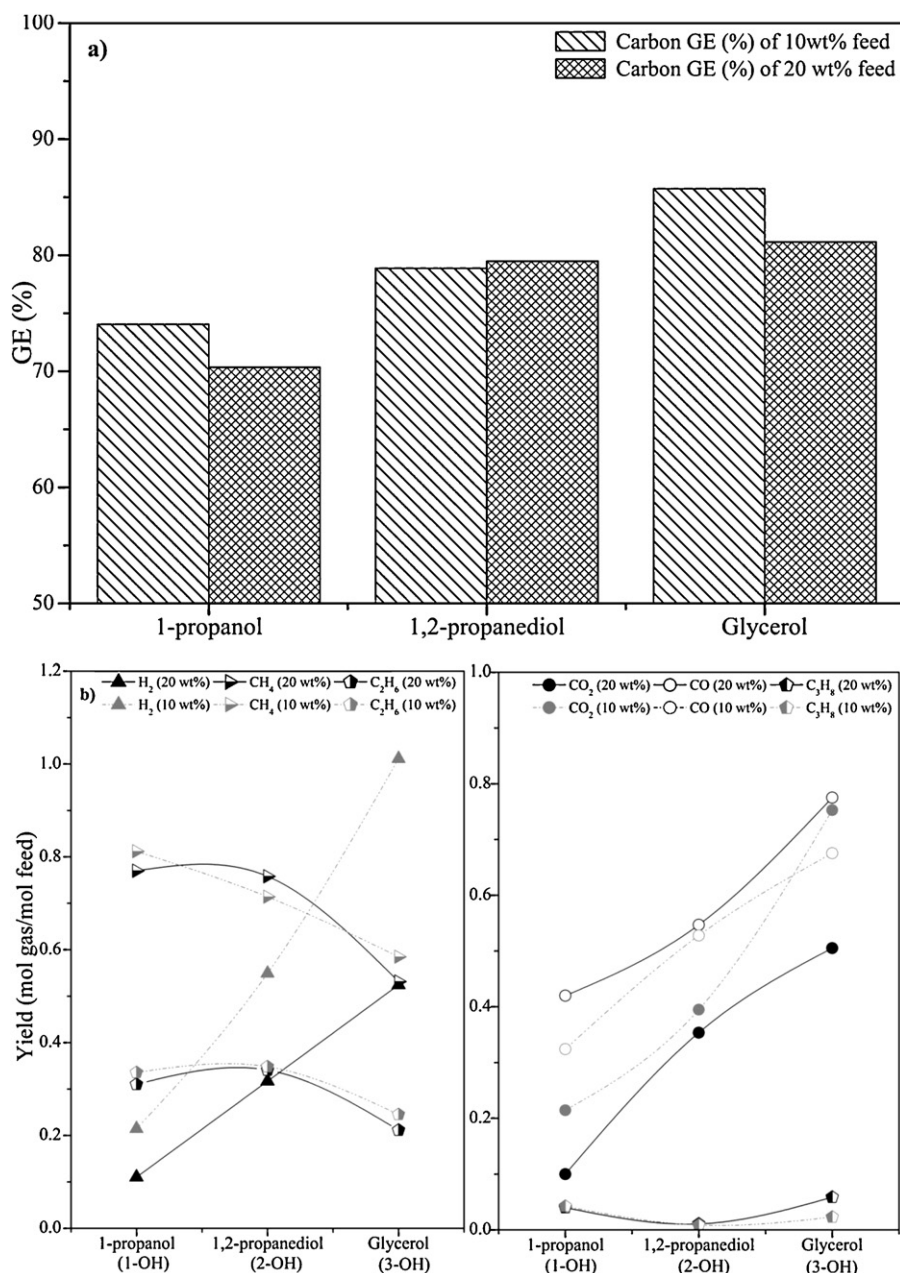 a)
Carbon GE (%) of 10wt% feed
Carbon GE (%) of 20 wt% feed
GE (%)
100
90
80
70
60
50
1-propanol 1,2-propanediol Glycerol
b)
H₂ (20 wt%) CH₄ (20 wt%) C₂H₆ (20 wt%)
H₂ (10 wt%) CH₄ (10 wt%) C₂H₆ (10 wt%)
Yield (mol gas/mol feed)
1.2
1.0
0.8
0.6
0.4
0.2
0.0
1-propanol 1,2-propanediol Glycerol
(1-OH) (2-OH) (3-OH)
CO₂ (20 wt%) CO (20 wt%) C₃H₈ (20 wt%)
CO₂ (10 wt%) CO (10 wt%) C₃H₈ (10 wt%)
1.0
0.8
0.6
0.4
0.2
0.0
1-propanol 1,2-propanediol Glycerol
(1-OH) (2-OH) (3-OH)